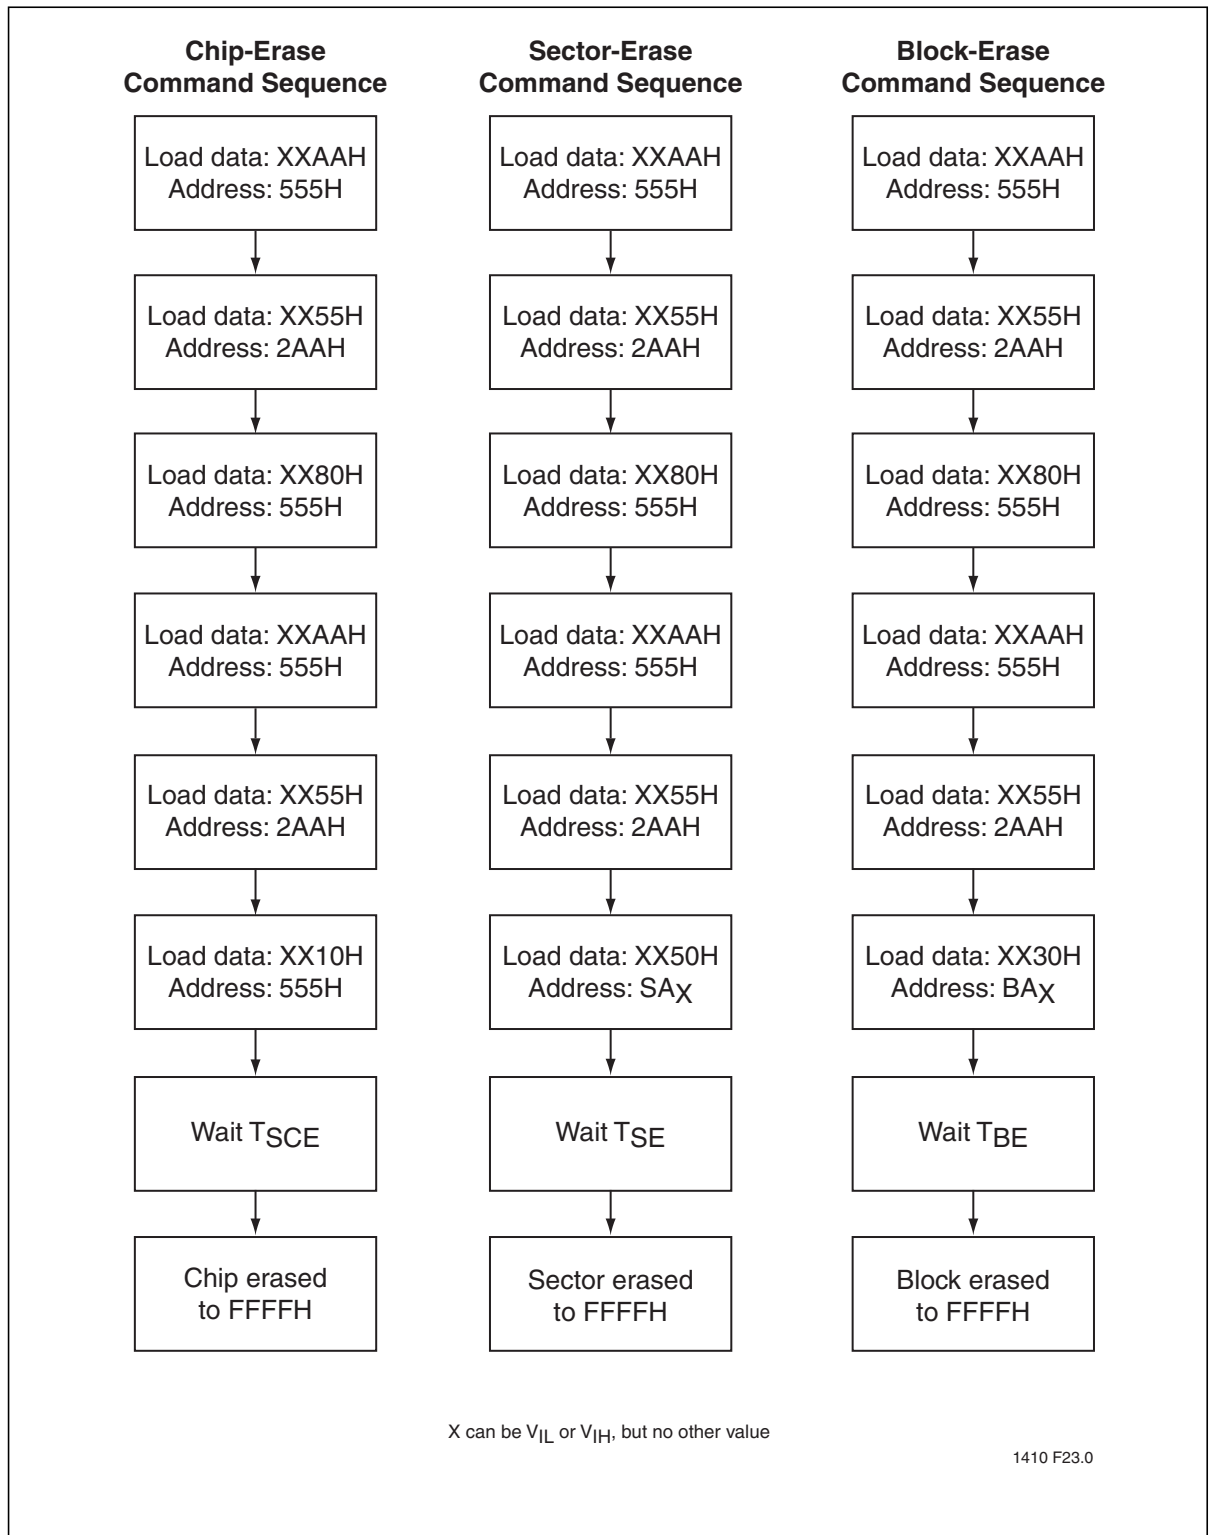 Chip-Erase
Command Sequence
Load data: XXAAH
Address: 555H
Load data: XX55H
Address: 2AAH
Load data: XX80H
Address: 555H
Load data: XXAAH
Address: 555H
Load data: XX55H
Address: 2AAH
Load data: XX10H
Address: 555H
Wait TSCE
Chip erased
to FFFFH
Sector-Erase
Command Sequence
Load data: XXAAH
Address: 555H
Load data: XX55H
Address: 2AAH
Load data: XX80H
Address: 555H
Load data: XXAAH
Address: 555H
Load data: XX55H
Address: 2AAH
Load data: XX50H
Address: SAX
Wait TSE
Sector erased
to FFFFH
Block-Erase
Command Sequence
Load data: XXAAH
Address: 555H
Load data: XX55H
Address: 2AAH
Load data: XX80H
Address: 555H
Load data: XXAAH
Address: 555H
Load data: XX55H
Address: 2AAH
Load data: XX30H
Address: BAX
Wait TBE
Block erased
to FFFFH
X can be VIL or VIH, but no other value
1410 F23.0